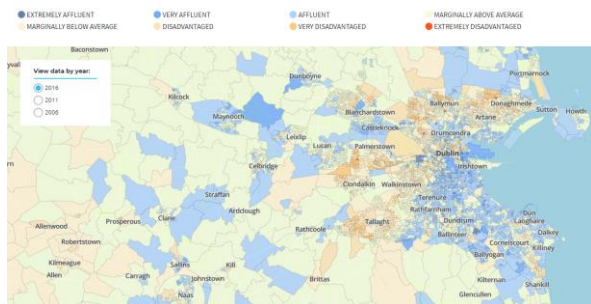 EXTREMELY AFFLUENT VERY AFFLUENT AFFLUENT MARGINALLY ABOVE AVERAGE
MARGINALLY BELOW AVERAGE DISADVANTAGED VERY DISADVANTAGED EXTREMELY DISADVANTAGED
View data by year:
2016
2011
2006
Baconstown
Dunboyne
Portmarnock
Kilcock
Maynooth
Blanchardstown
Ballymun
Donaghmede
Sutton
Howth
Castleknock
Artane
Drumcondra
Leixlip
Lucan
Palmerstown
Dublin
Irishtown
Celbridge
Clondalkin
Walkinstown
Terenure
Straffan
Rathfarnham
Ardclough
Tallaght
Dundrum
Dun
Laoghaire
Allenwood
Prosperous
Clane
Rathcoole
Ballinteer
Cornelscourt
Dalkey
Killiney
Robertstown
Ballyogan
Kilmeague
Allen
Sallins
Kill
Carragh
Johnstown
Brittas
Kilternan
Shankill
Naas
Glencullen